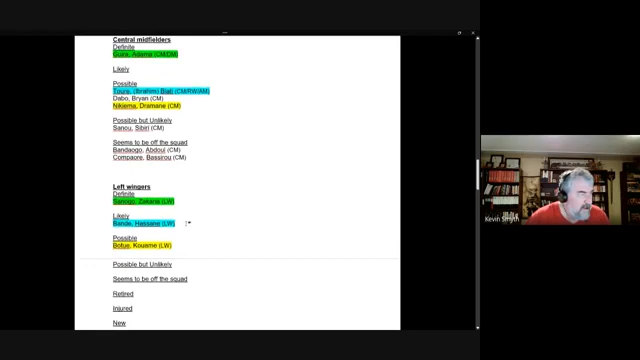 Central midfielders
Definite
Guira, Adama (CM/DM)
Likely
Possible
Toure, (Ibrahim) Blati (CM/RW/AM)
Dabo, Bryan (CM)
Nikiema, Dramane (CM)
Possible but Unlikely
Sanou, Sibiri (CM)
Seems to be off the squad
Bandaogo, Abdoul (CM)
Compaore, Bassirou (CM)
Left wingers
Definite
Sanogo, Zakaria (LW)
Likely
Bande, Hassane (LW)
Possible
Botue, Kouame (LW)
Possible but Unlikely
Seems to be off the squad
Retired
Injured
New
Kevin Smyth